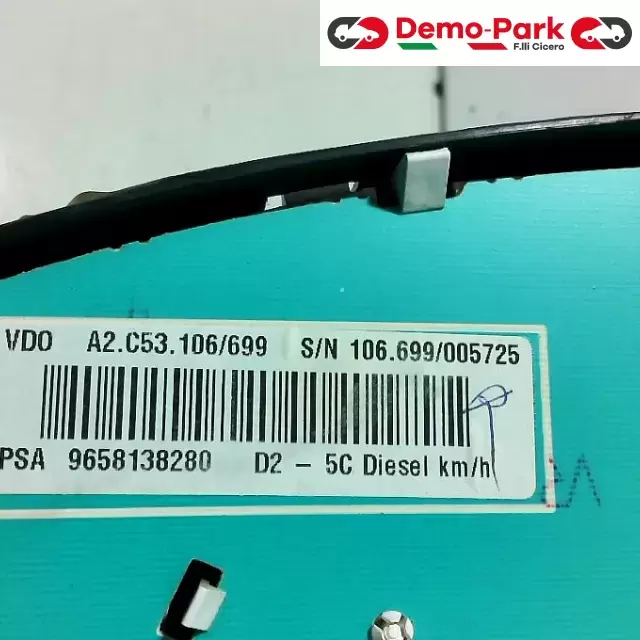 Demo-Park
F.lli Cicero
VDO A2.C53.106/699 S/N 106.699/005725
PSA 9658138280 D2 - 5C Diesel km/h